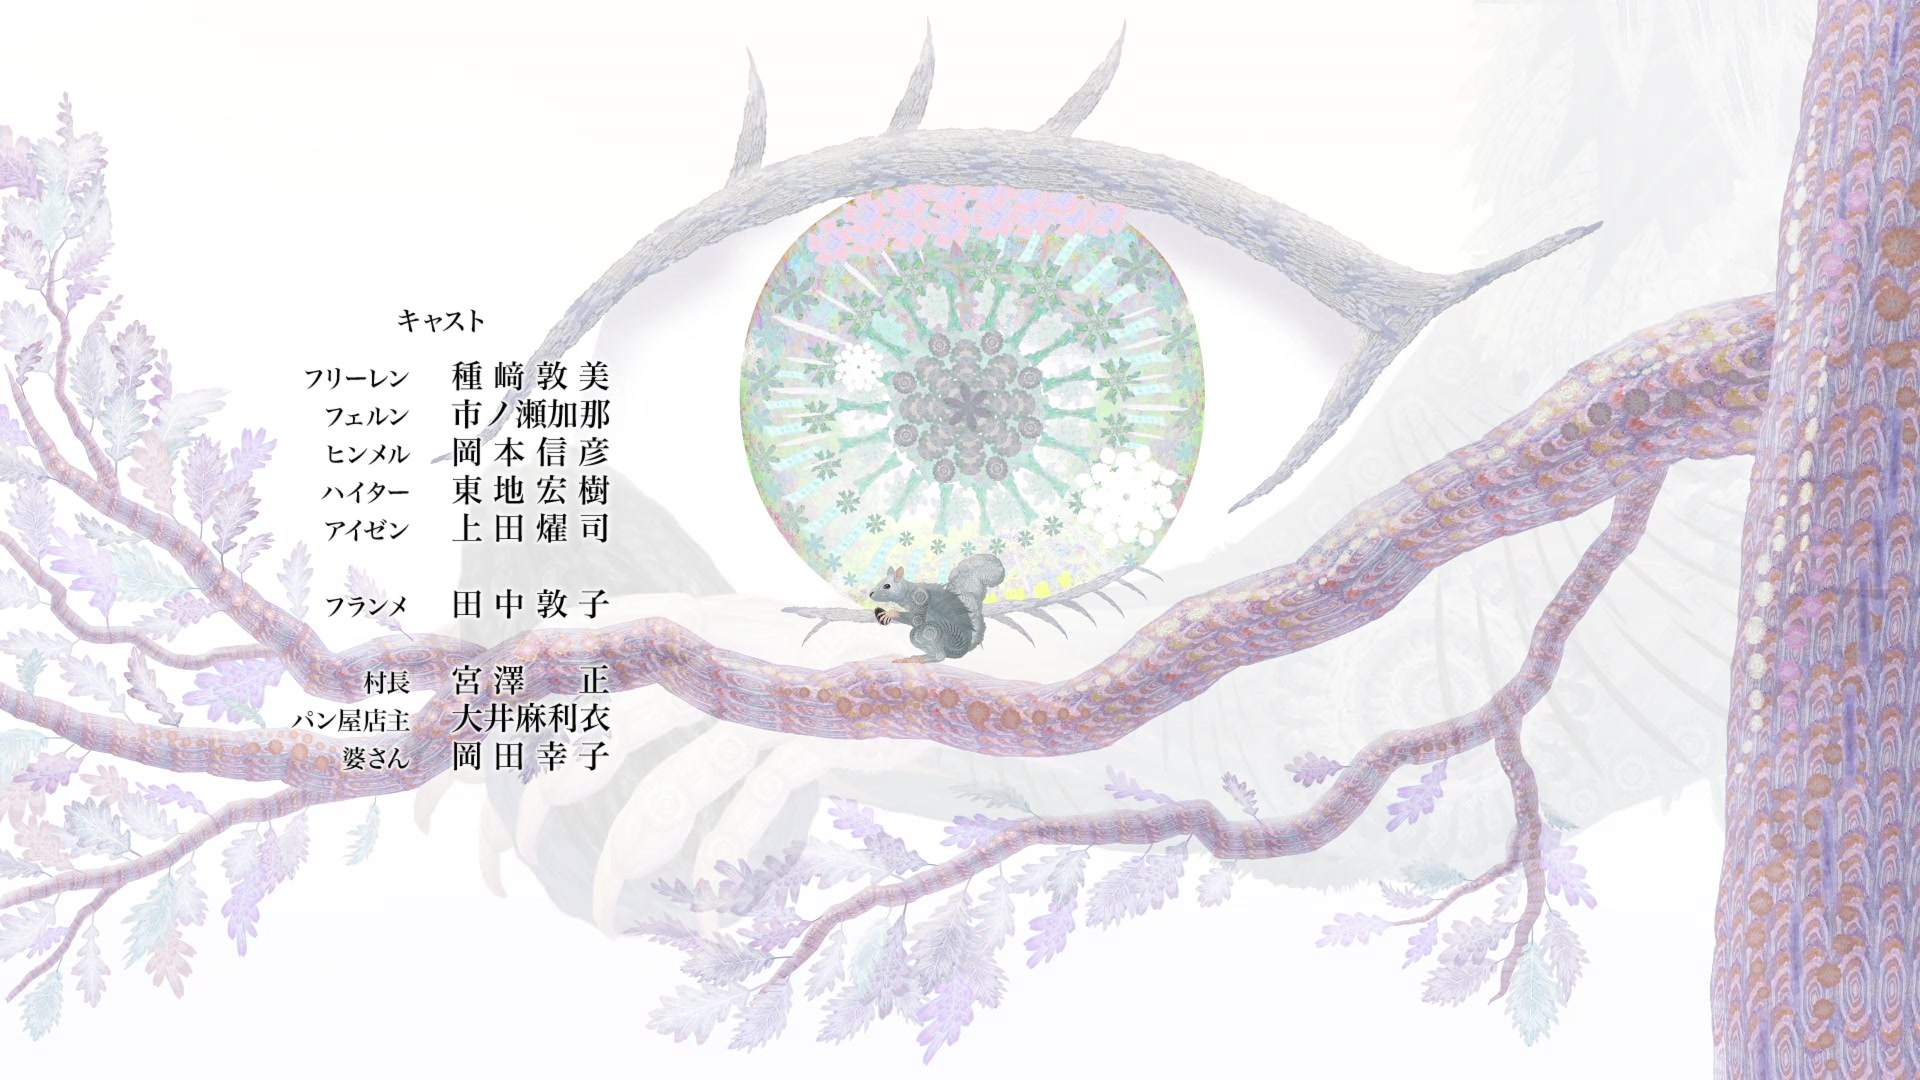 キャスト
フリーレン 種﨑敦美
フェルン 市ノ瀬加那
ヒンメル 岡本信彦
ハイター 東地宏樹
アイゼン 上田燿司
フランメ 田中敦子
村長 宮澤 正
パン屋店主 大井麻利衣
婆さん 岡田幸子